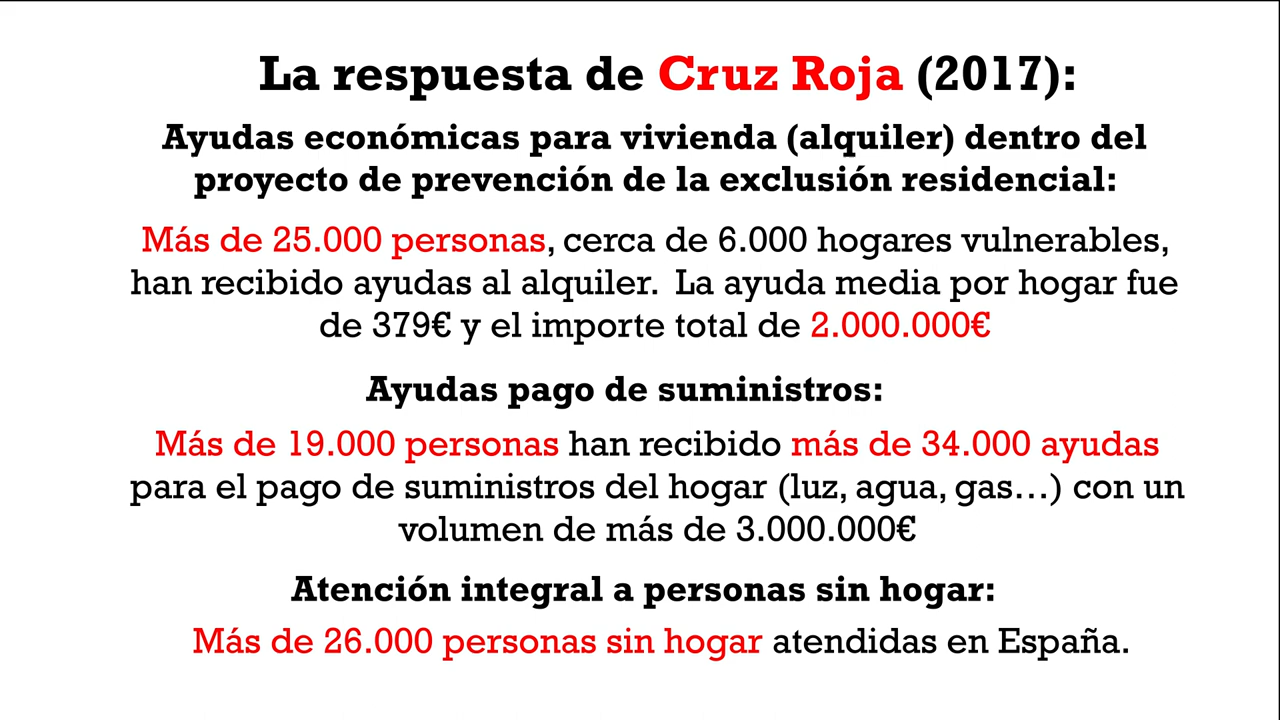 La respuesta de Cruz Roja (2017):
Ayudas económicas para vivienda (alquiler) dentro del
proyecto de prevención de la exclusión residencial:
Más de 25.000 personas, cerca de 6.000 hogares vulnerables,
han recibido ayudas al alquiler. La ayuda media por hogar fue
de 379€ y el importe total de 2.000.000€
Ayudas pago de suministros:
Más de 19.000 personas han recibido más de 34.000 ayudas
para el pago de suministros del hogar (luz, agua, gas...) con un
volumen de más de 3.000.000€
Atención integral a personas sin hogar:
Más de 26.000 personas sin hogar atendidas en España.